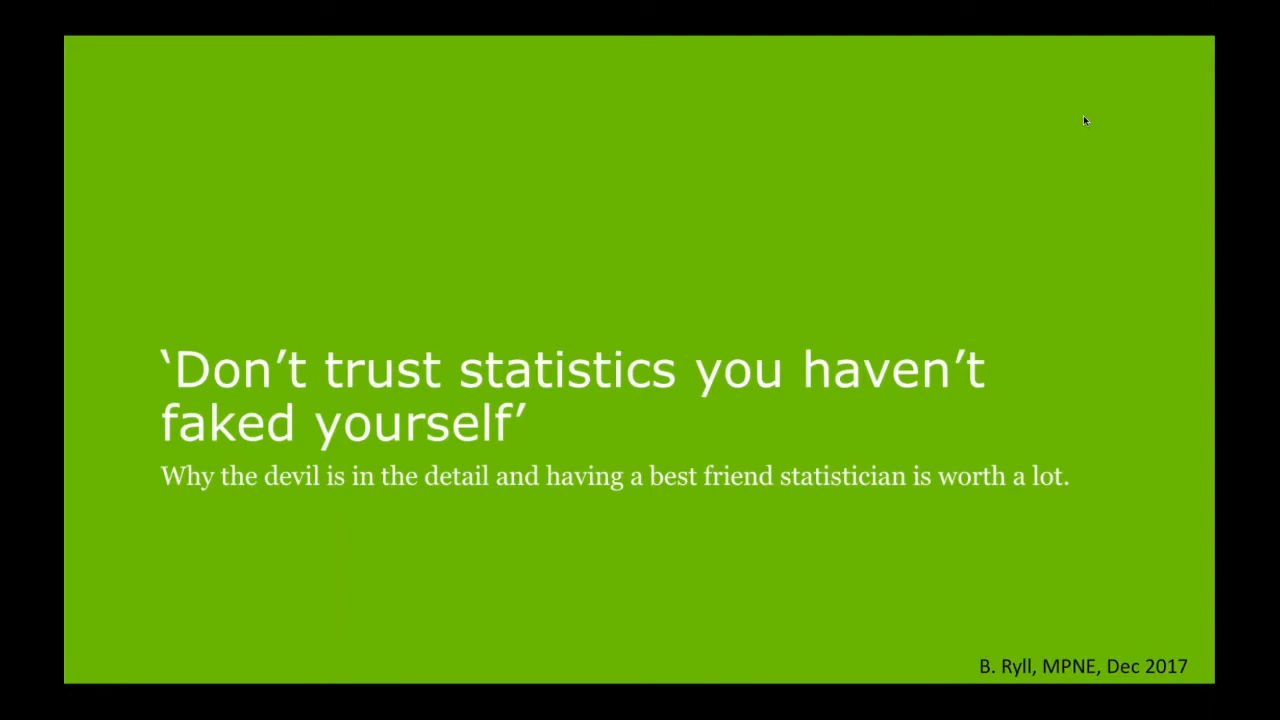 ‘Don’t trust statistics you haven’t
faked yourself’
Why the devil is in the detail and having a best friend statistician is worth a lot.
B. Ryll, MPNE, Dec 2017